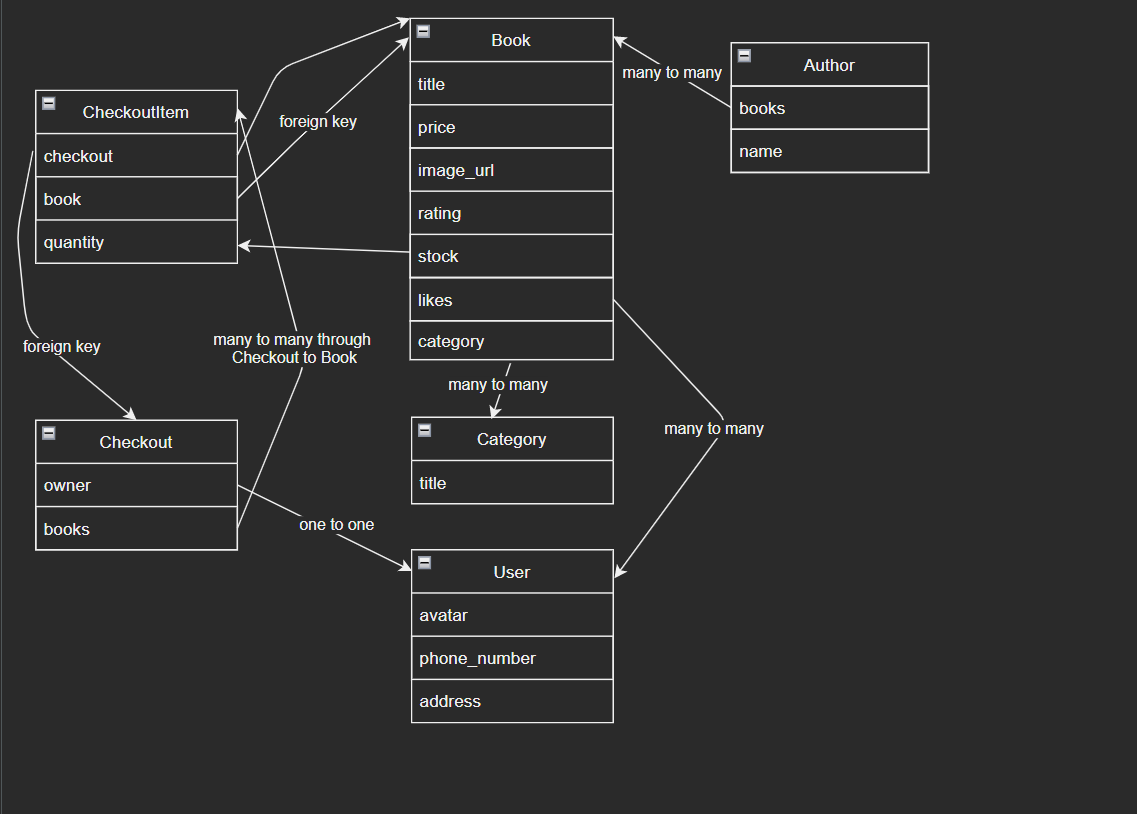 Book
title
price
image_url
rating
stock
likes
category
Author
books
name
many to many
CheckoutItem
checkout
book
quantity
foreign key
foreign key
many to many through
Checkout to Book
many to many
many to many
Checkout
owner
books
one to one
Category
title
User
avatar
phone_number
address